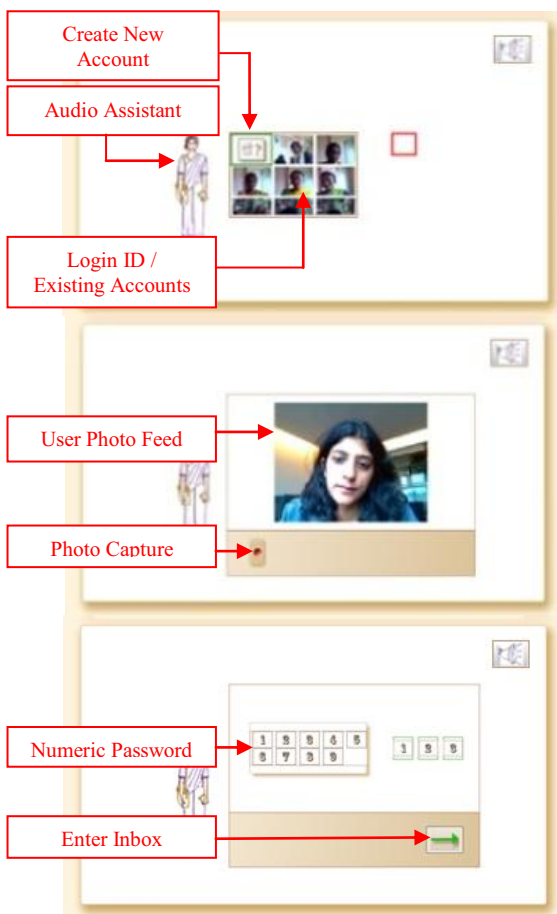 Create New
Account
Audio Assistant
Login ID /
Existing Accounts
User Photo Feed
Photo Capture
Numeric Password
1 2 3 4 5
6 7 8 9
1 2 3
Enter Inbox